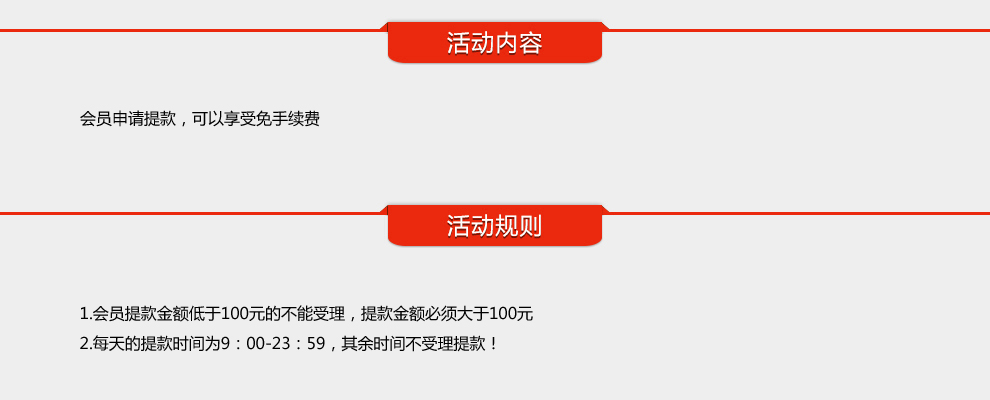 活动内容
会员申请提款，可以享受免手续费
活动规则
1.会员提款金额低于100元的不能受理，提款金额必须大于100元
2.每天的提款时间为9：00-23：59，其余时间不受理提款！